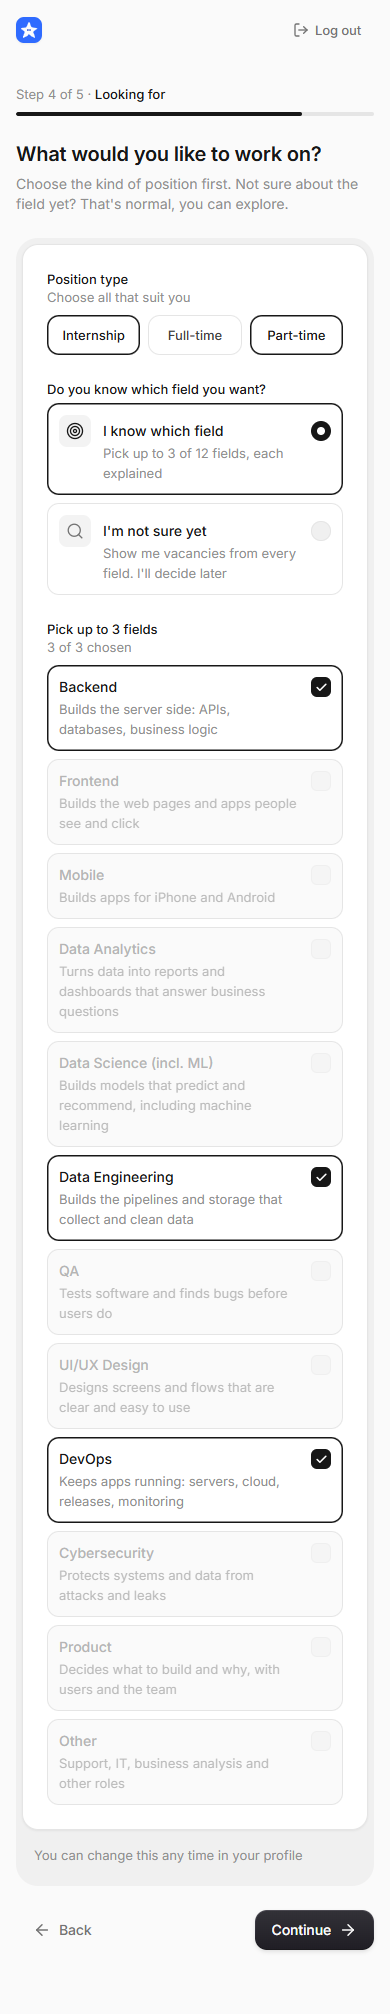 Log out
Step 4 of 5 · Looking for
What would you like to work on?
Choose the kind of position first. Not sure about the
field yet? That's normal, you can explore.
Position type
Choose all that suit you
Internship
Full-time
Part-time
Do you know which field you want?
I know which field
Pick up to 3 of 12 fields, each
explained
I'm not sure yet
Show me vacancies from every
field. I'll decide later
Pick up to 3 fields
3 of 3 chosen
Backend
Builds the server side: APIs,
databases, business logic
Frontend
Builds the web pages and apps people
see and click
Mobile
Builds apps for iPhone and Android
Data Analytics
Turns data into reports and
dashboards that answer business
questions
Data Science (incl. ML)
Builds models that predict and
recommend, including machine
learning
Data Engineering
Builds the pipelines and storage that
collect and clean data
QA
Tests software and finds bugs before
users do
UI/UX Design
Designs screens and flows that are
clear and easy to use
DevOps
Keeps apps running: servers, cloud,
releases, monitoring
Cybersecurity
Protects systems and data from
attacks and leaks
Product
Decides what to build and why, with
users and the team
Other
Support, IT, business analysis and
other roles
You can change this any time in your profile
Back
Continue